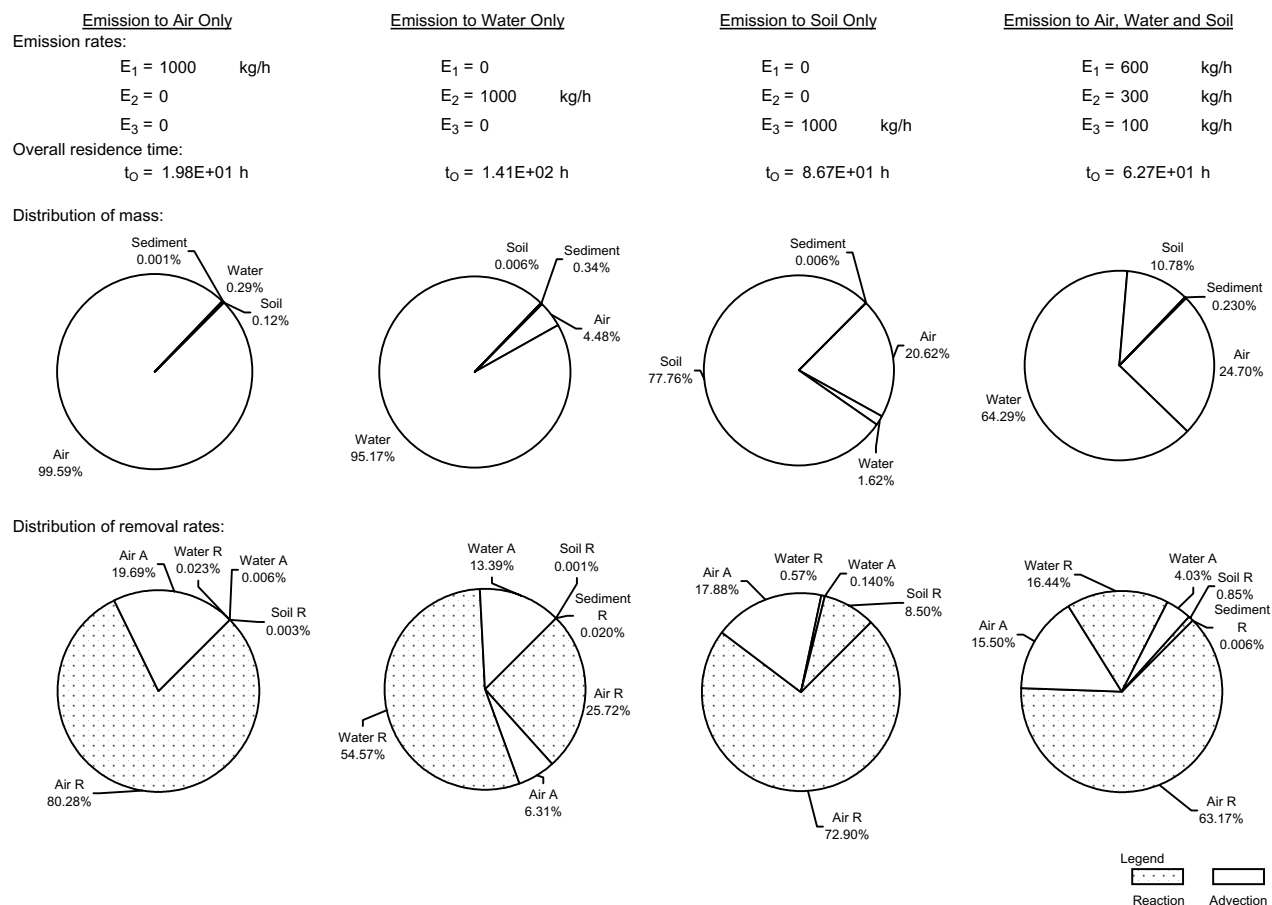 Emission to Air Only
Emission to Water Only
Emission to Soil Only
Emission to Air, Water and Soil
Emission rates:
E1 = 1000 kg/h
E2 = 0
E3 = 0
E1 = 0
E2 = 1000 kg/h
E3 = 0
E1 = 0
E2 = 0
E3 = 1000 kg/h
E1 = 600 kg/h
E2 = 300 kg/h
E3 = 100 kg/h
Overall residence time:
tO = 1.98E+01 h
tO = 1.41E+02 h
tO = 8.67E+01 h
tO = 6.27E+01 h
Distribution of mass:
Sediment
0.001%
Water
0.29%
Soil
0.12%
Air
99.59%
Soil
0.006%
Sediment
0.34%
Air
4.48%
Water
95.17%
Sediment
0.006%
Air
20.62%
Soil
77.76%
Water
1.62%
Soil
10.78%
Sediment
0.230%
Air
24.70%
Water
64.29%
Distribution of removal rates:
Air A
19.69%
Water R
0.023%
Water A
0.006%
Soil R
0.003%
Air R
80.28%
Water A
13.39%
Soil R
0.001%
Sediment
R
0.020%
Air R
25.72%
Water R
54.57%
Air A
6.31%
Air A
17.88%
Water R
0.57%
Water A
0.140%
Soil R
8.50%
Air R
72.90%
Water R
16.44%
Water A
4.03%
Soil R
0.85%
Sediment
R
0.006%
Air A
15.50%
Air R
63.17%
Legend
Reaction
Advection